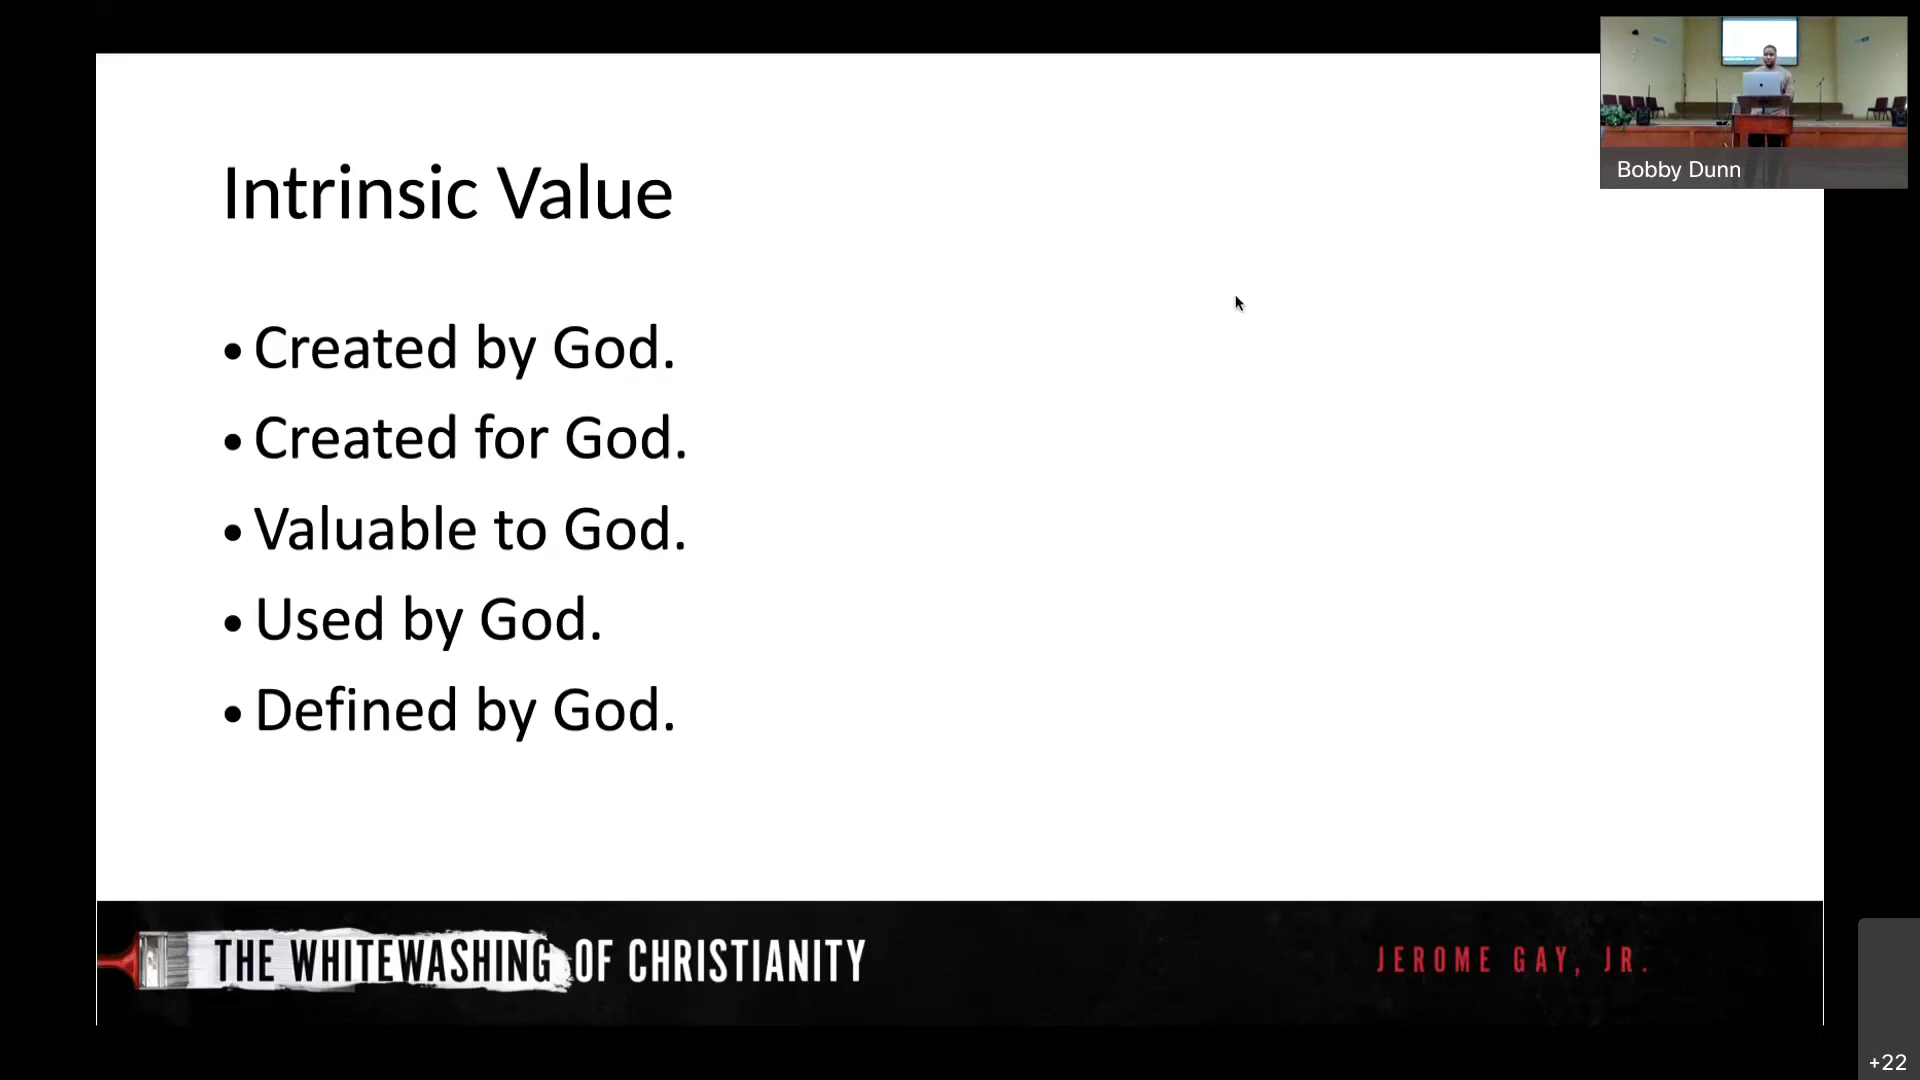 Intrinsic Value
• Created by God.
• Created for God.
• Valuable to God.
• Used by God.
• Defined by God.
THE WHITEWASHING OF CHRISTIANITY
JEROME GAY, JR.
Bobby Dunn
+22